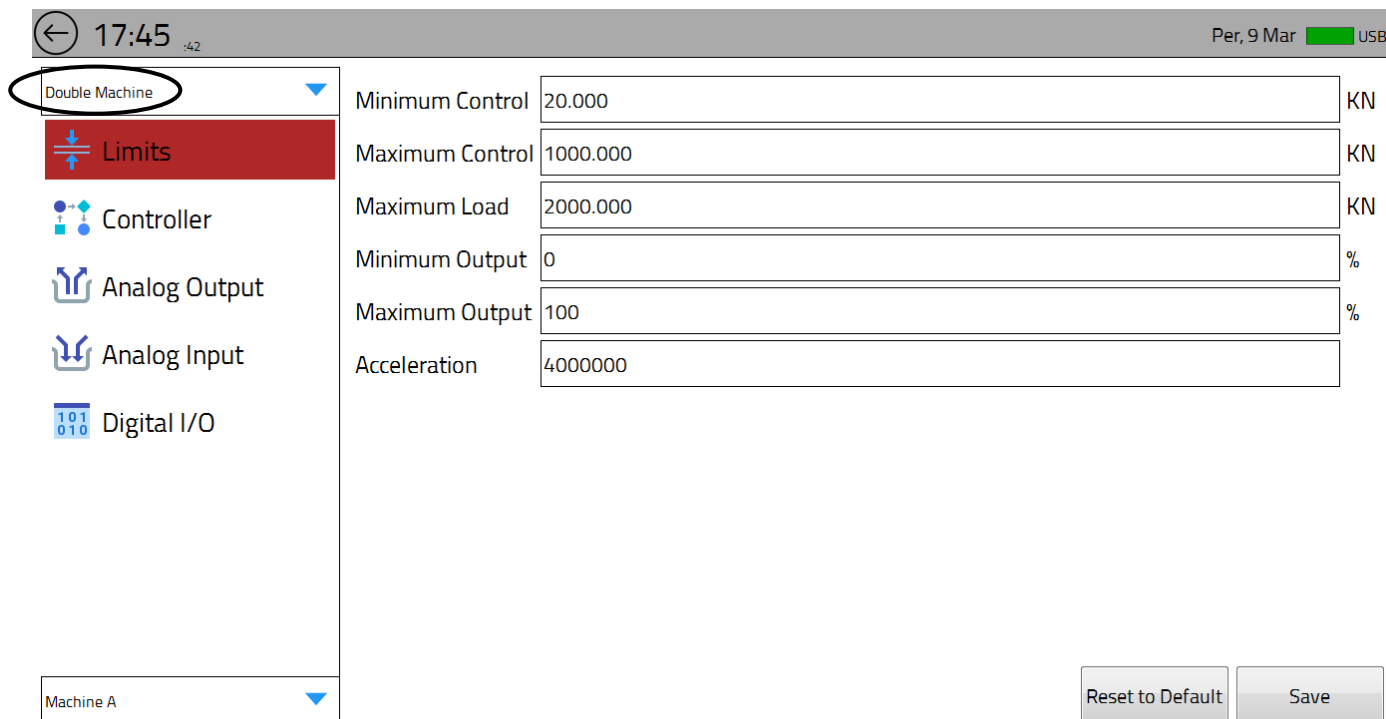 17:45 :42
Per, 9 Mar USB
Double Machine
Limits
Controller
Analog Output
Analog Input
101
010
Digital I/O
Machine A
Minimum Control 20.000 KN
Maximum Control 1000.000 KN
Maximum Load 2000.000 KN
Minimum Output 0 %
Maximum Output 100 %
Acceleration 4000000
Reset to Default Save